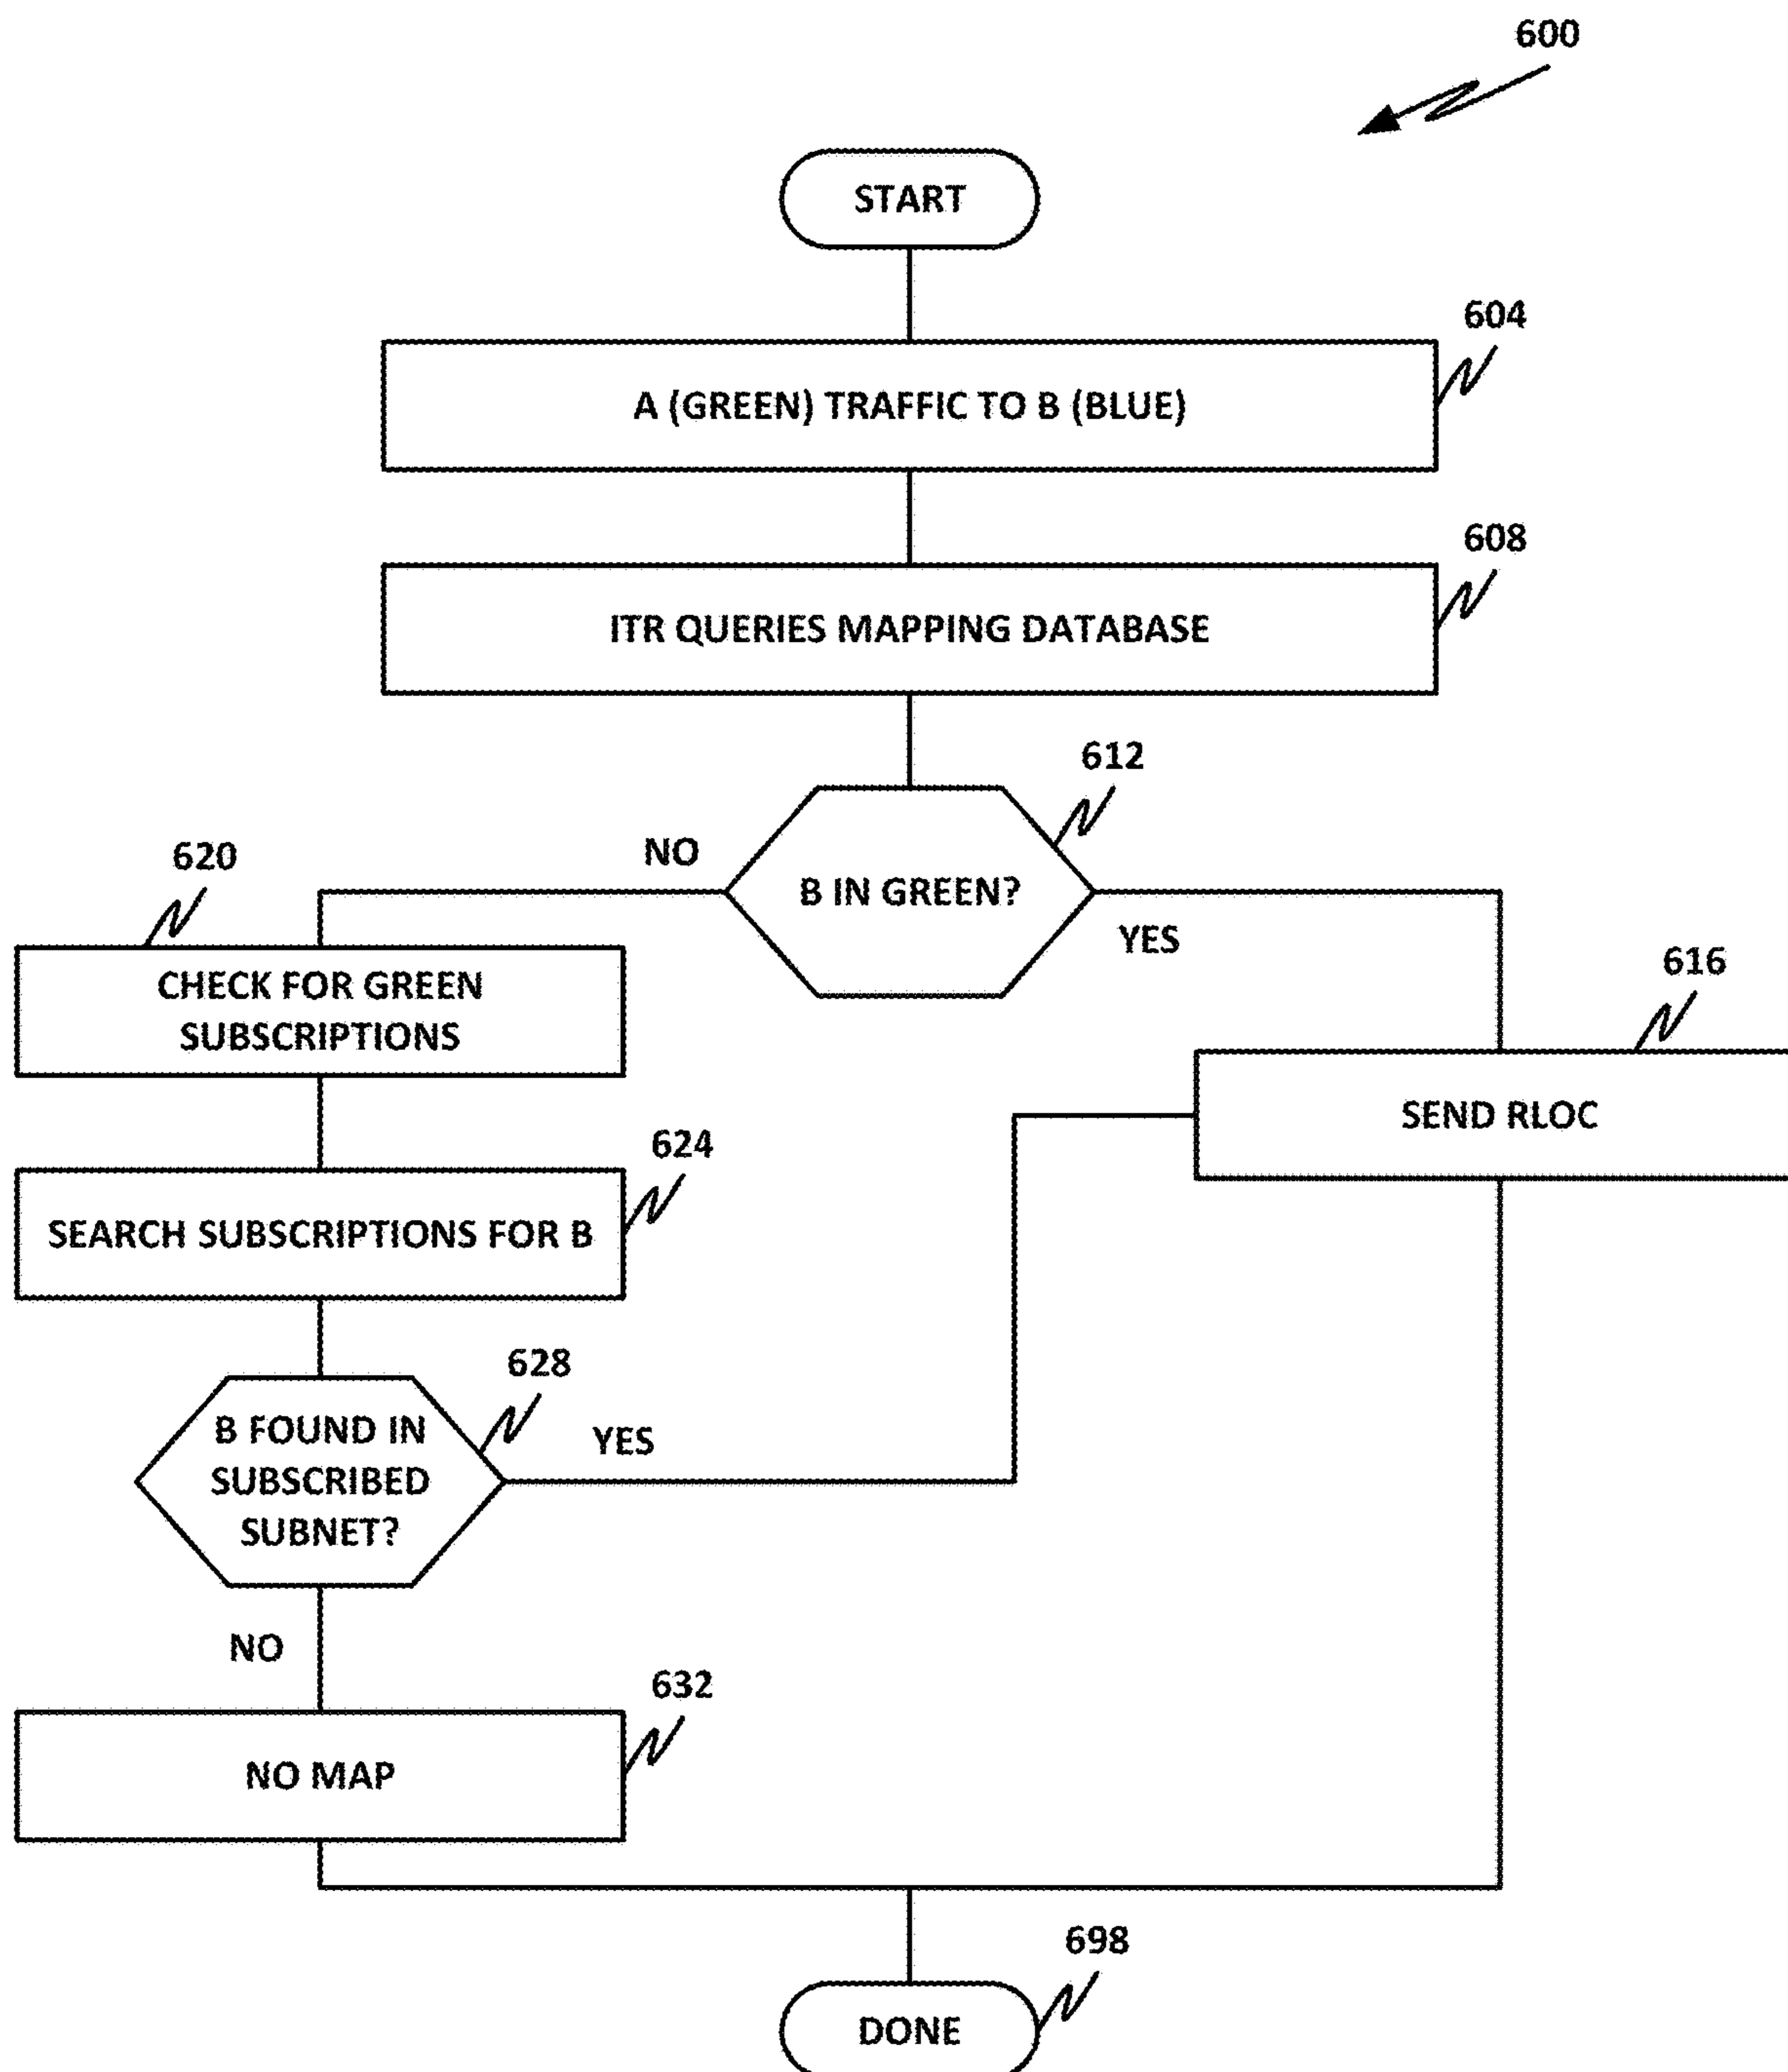 600
START
604
A (GREEN) TRAFFIC TO B (BLUE)
608
ITR QUERIES MAPPING DATABASE
612
620
NO
B IN GREEN?
YES
616
CHECK FOR GREEN
SUBSCRIPTIONS
SEND RLOC
624
SEARCH SUBSCRIPTIONS FOR B
628
B FOUND IN
SUBSCRIBED
SUBNET?
YES
NO
632
NO MAP
698
DONE